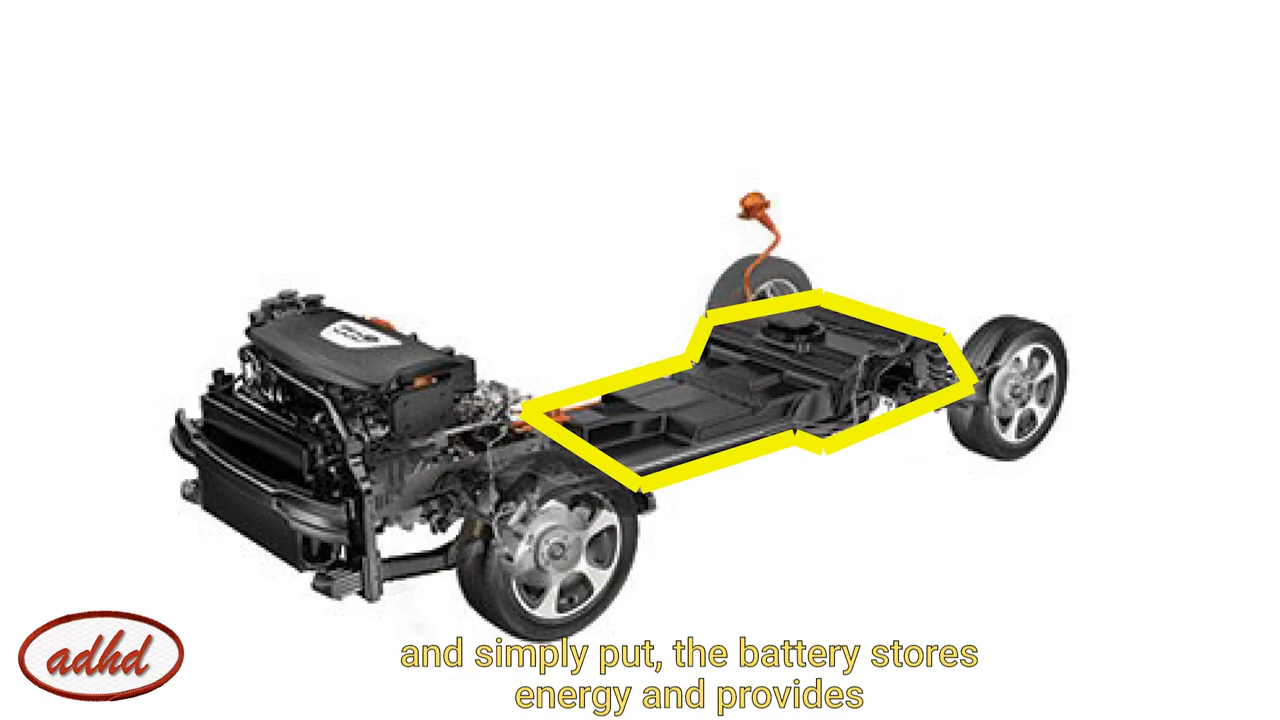 adhd
and simply put, the battery stores
energy and provides